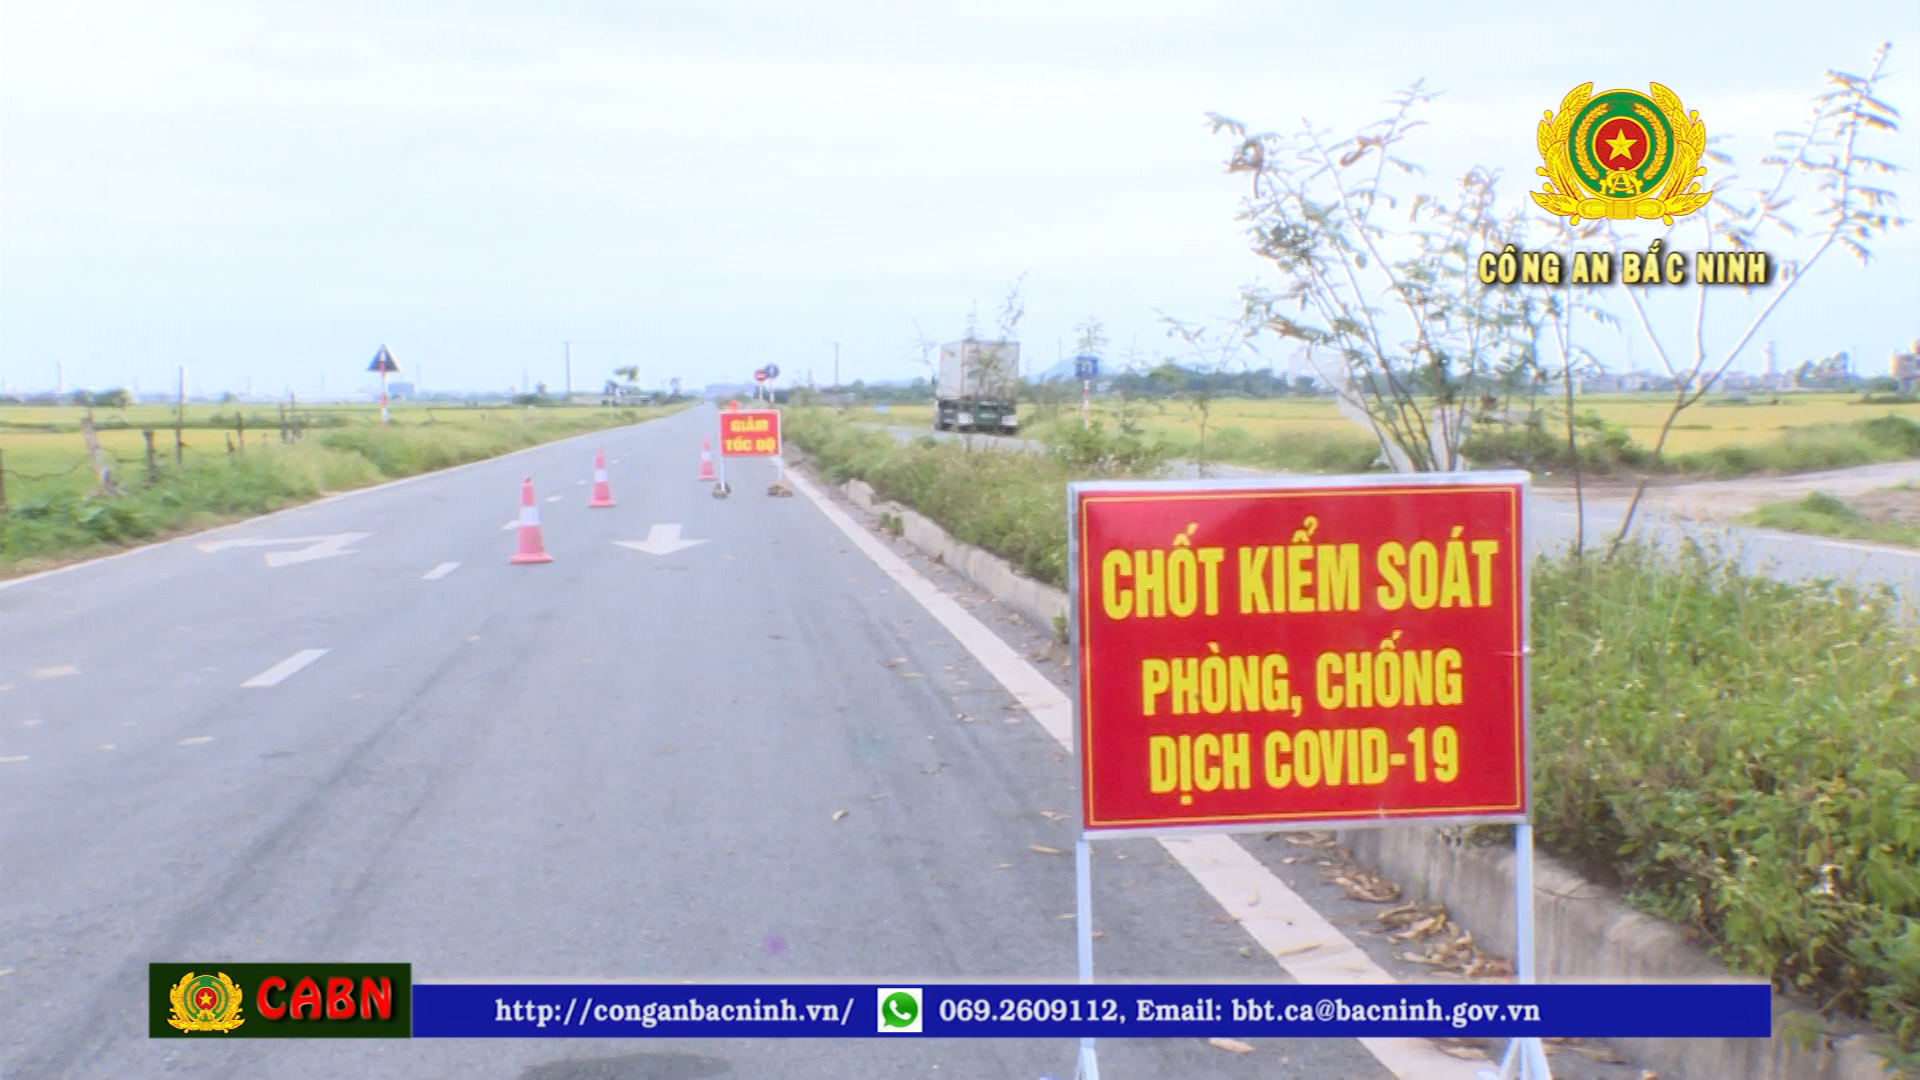 CÔNG AN BẮC NINH
GIẢM
TỐC ĐỘ
CHỐT KIỂM SOÁT
PHÒNG, CHỐNG
DỊCH COVID-19
CABN
http://conganbacninh.vn/ 069.2609112, Email: bbt.ca@bacninh.gov.vn